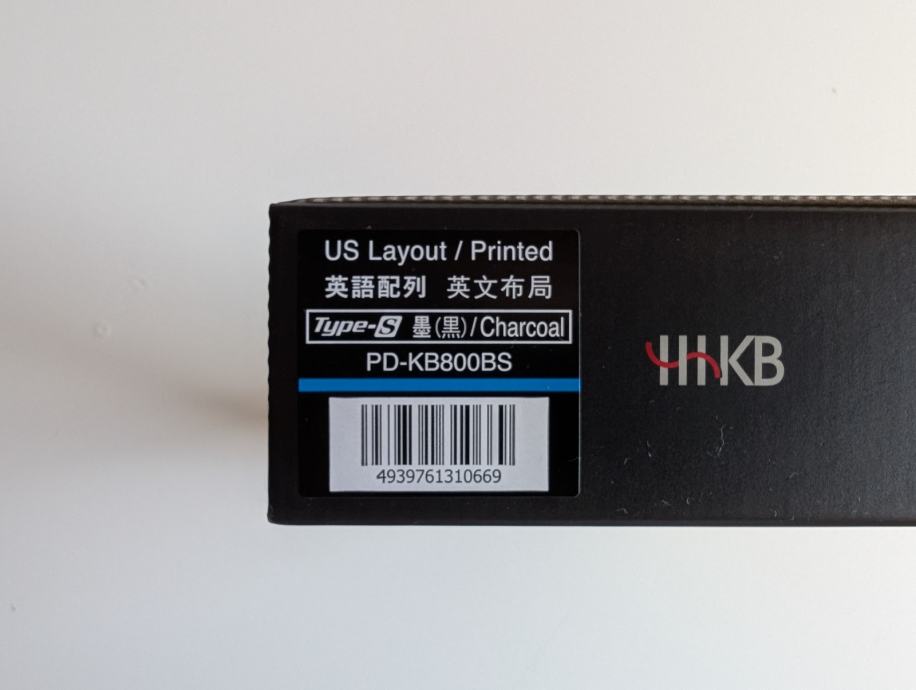 US Layout / Printed
英語配列 英文布局
Type-S 墨(黒)/Charcoal
PD-KB800BS
4939761310669
HHKB